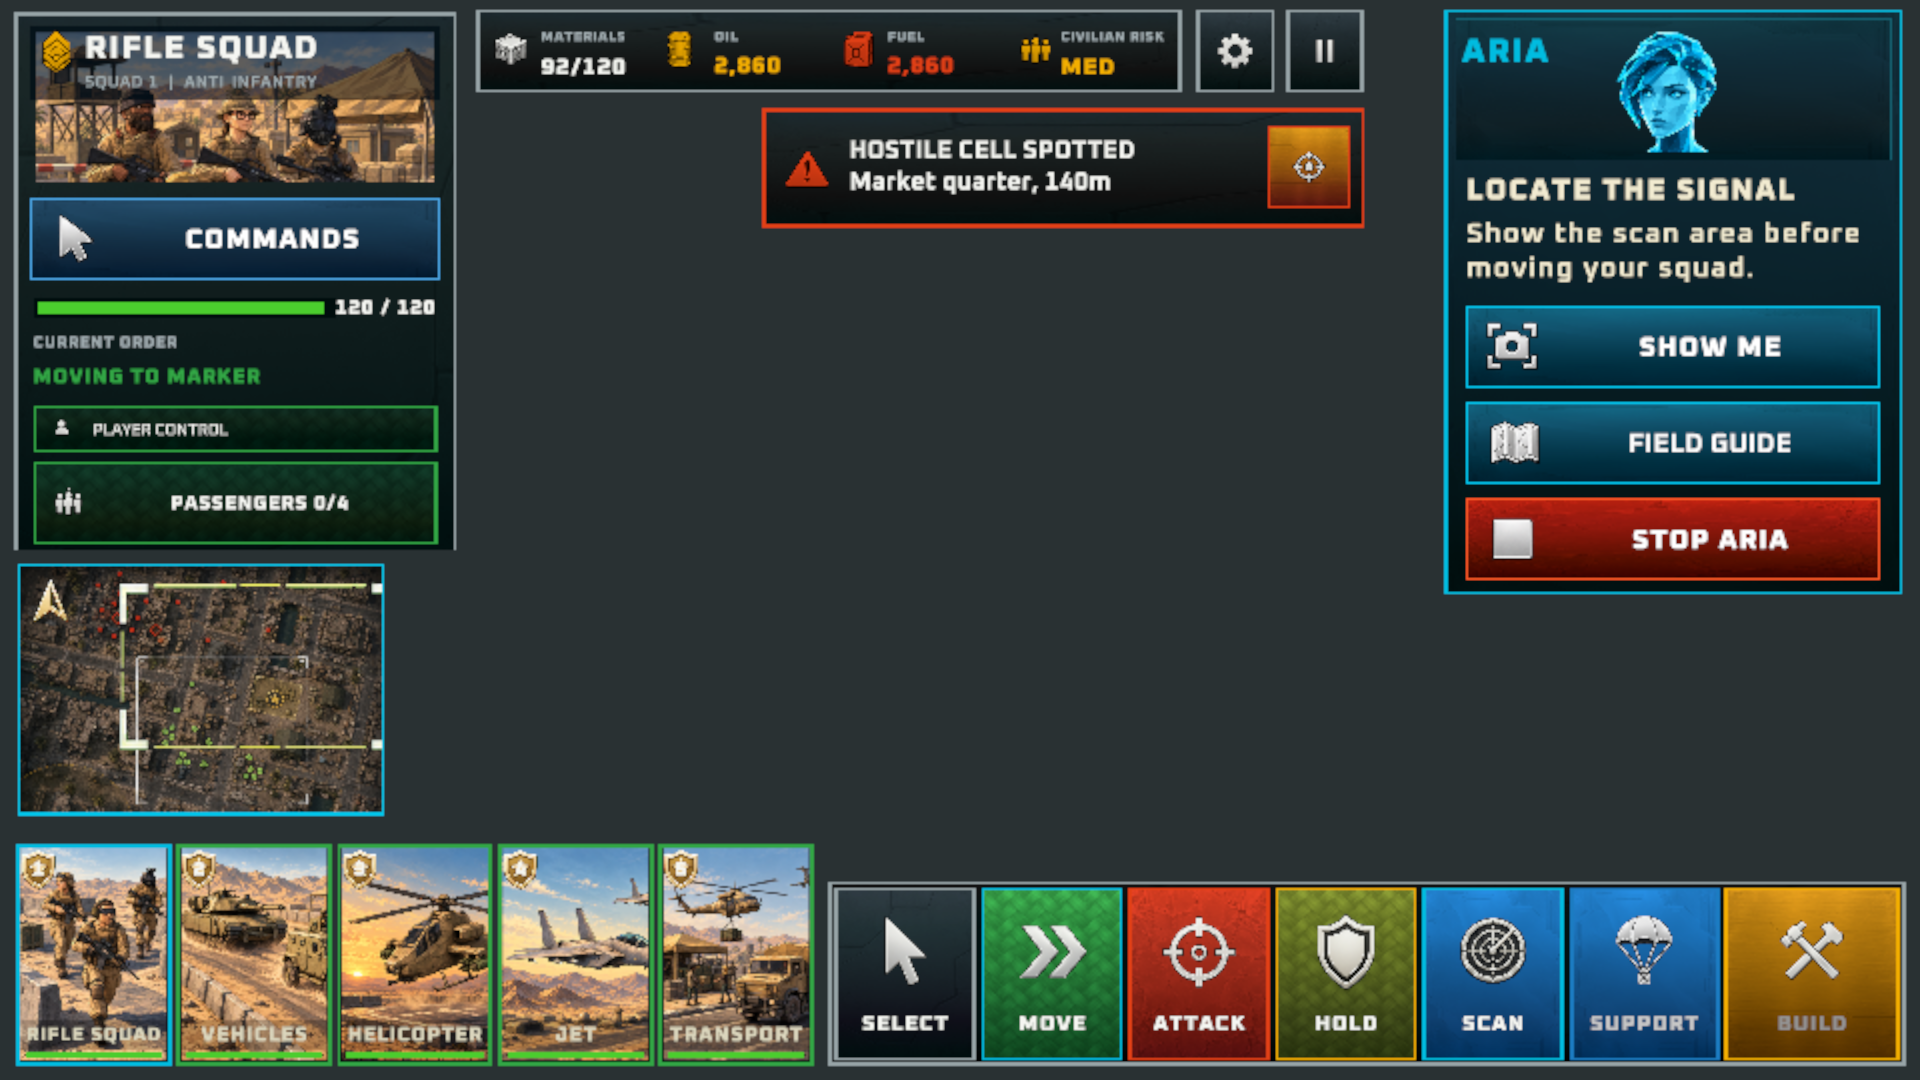 RIFLE SQUAD
SQUAD 1 | ANTI INFANTRY
COMMANDS
120 / 120
CURRENT ORDER
MOVING TO MARKER
PLAYER CONTROL
PASSENGERS 0/4
MATERIALS
92/120
OIL
2,860
FUEL
2,860
CIVILIAN RISK
MED
HOSTILE CELL SPOTTED
Market quarter, 140m
ARIA
LOCATE THE SIGNAL
Show the scan area before
moving your squad.
SHOW ME
FIELD GUIDE
STOP ARIA
RIFLE SQUAD
VEHICLES
HELICOPTER
JET
TRANSPORT
SELECT
MOVE
ATTACK
HOLD
SCAN
SUPPORT
BUILD